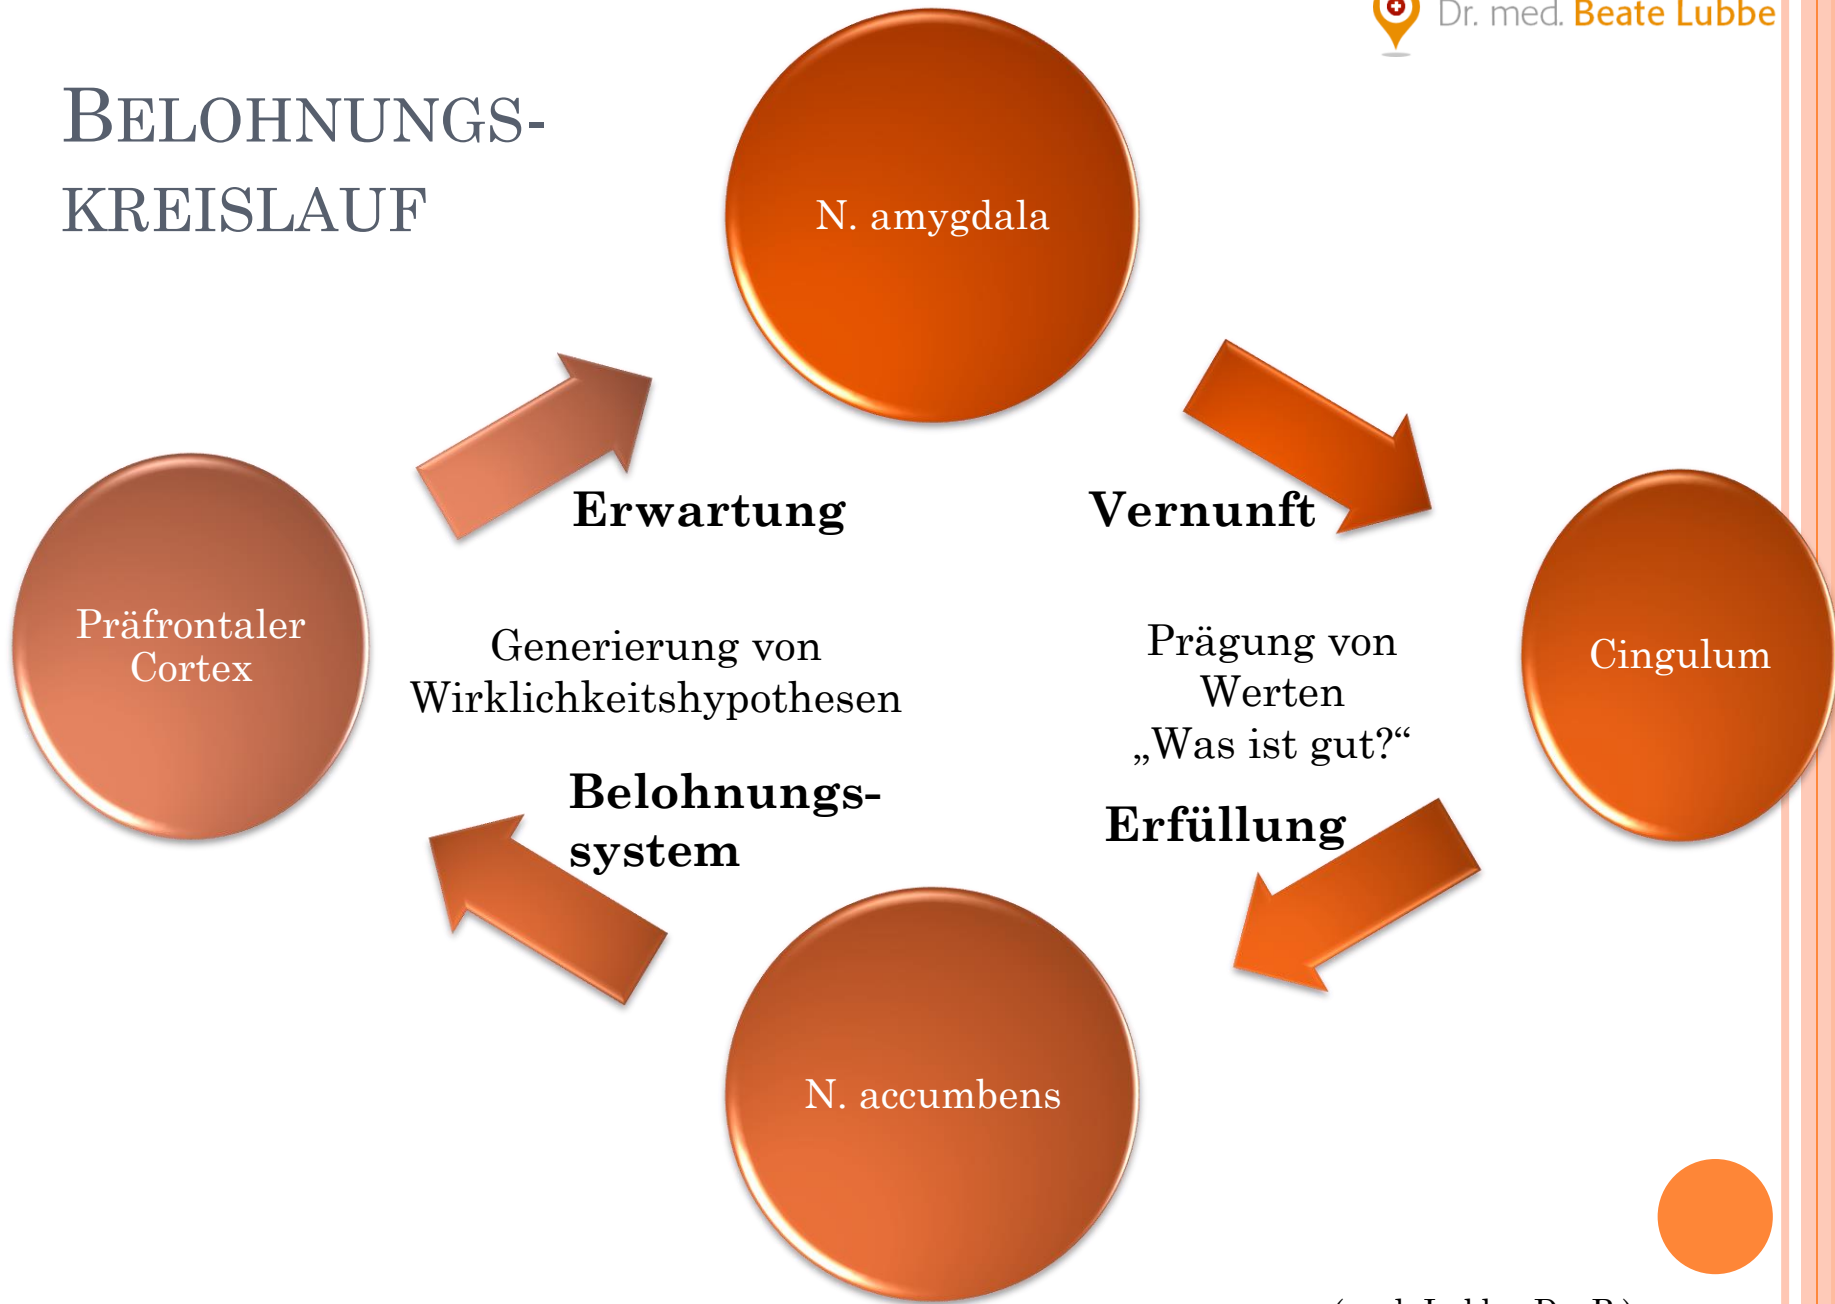 Dr. med. Beate Lubbe
BELOHNUNGS-
KREISLAUF
N. amygdala
Erwartung
Vernunft
Präfrontaler
Cortex
Generierung von
Wirklichkeitshypothesen
Prägung von
Werten
„Was ist gut?“
Cingulum
Belohnungs-
system
Erfüllung
N. accumbens